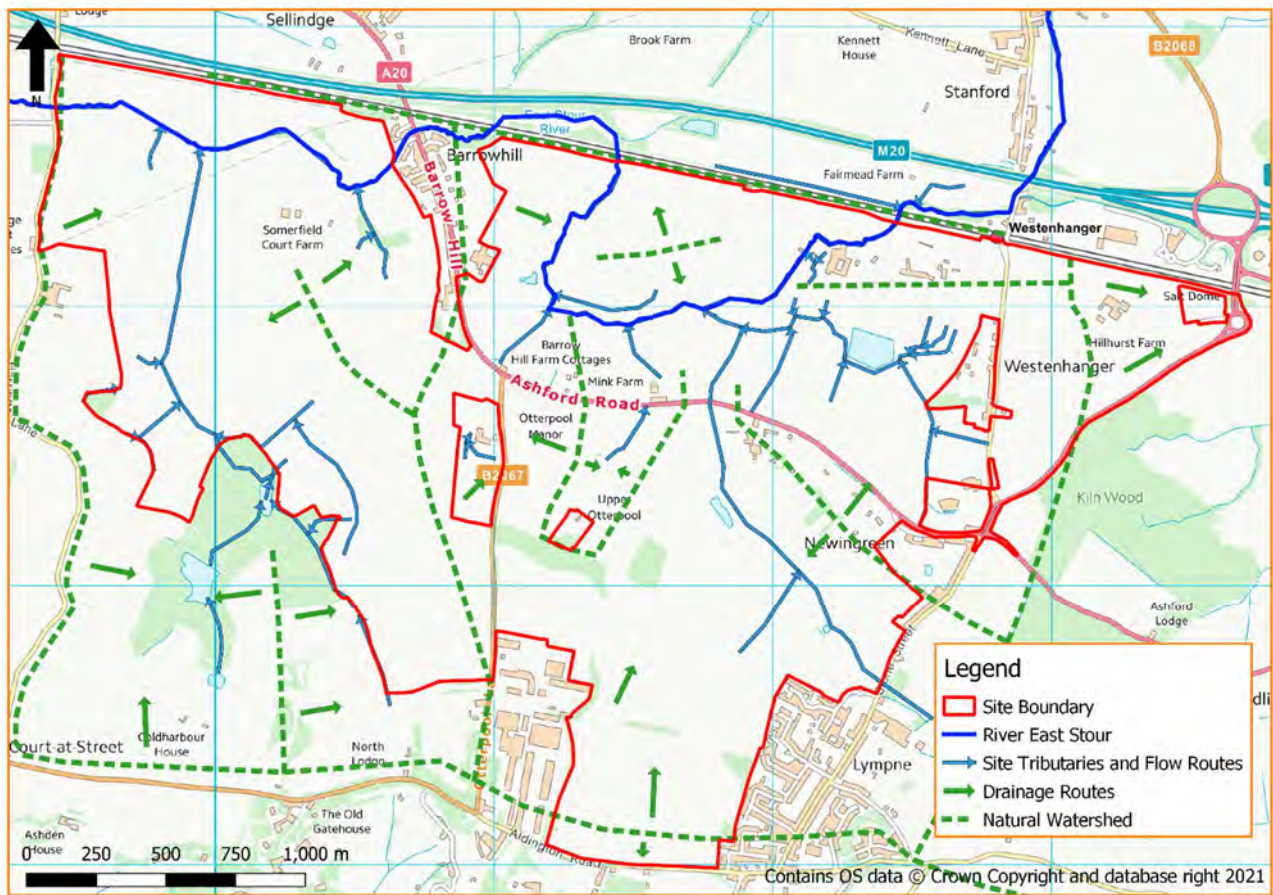 Lodge
Sellindge
Brook Farm
Kennett
House
Kennett Lane
B2068
A20
N
Stanford
East Stour
River
M20
Barrowhill
Fairmead Farm
Barrow Hill
Somerfield
Court Farm
Westenhanger
Salt Dome
Hillhurst Farm
Barrow
Hill Farm Cottages
Mink Farm
Westenhanger
Ashford Road
Otterpool
Manor
Lane
B2067
Upper
Otterpool
Kiln Wood
Newingreen
Ashford
Lodge
Legend
Site Boundary
River East Stour
Site Tributaries and Flow Routes
Drainage Routes
Natural Watershed
Street
Court-at-Street
Coldharbour
House
North
Lodon
Lympne
The Old
Gatehouse
Aldington Road
Ashden
House
0 250 500 750 1,000 m
Contains OS data © Crown Copyright and database right 2021